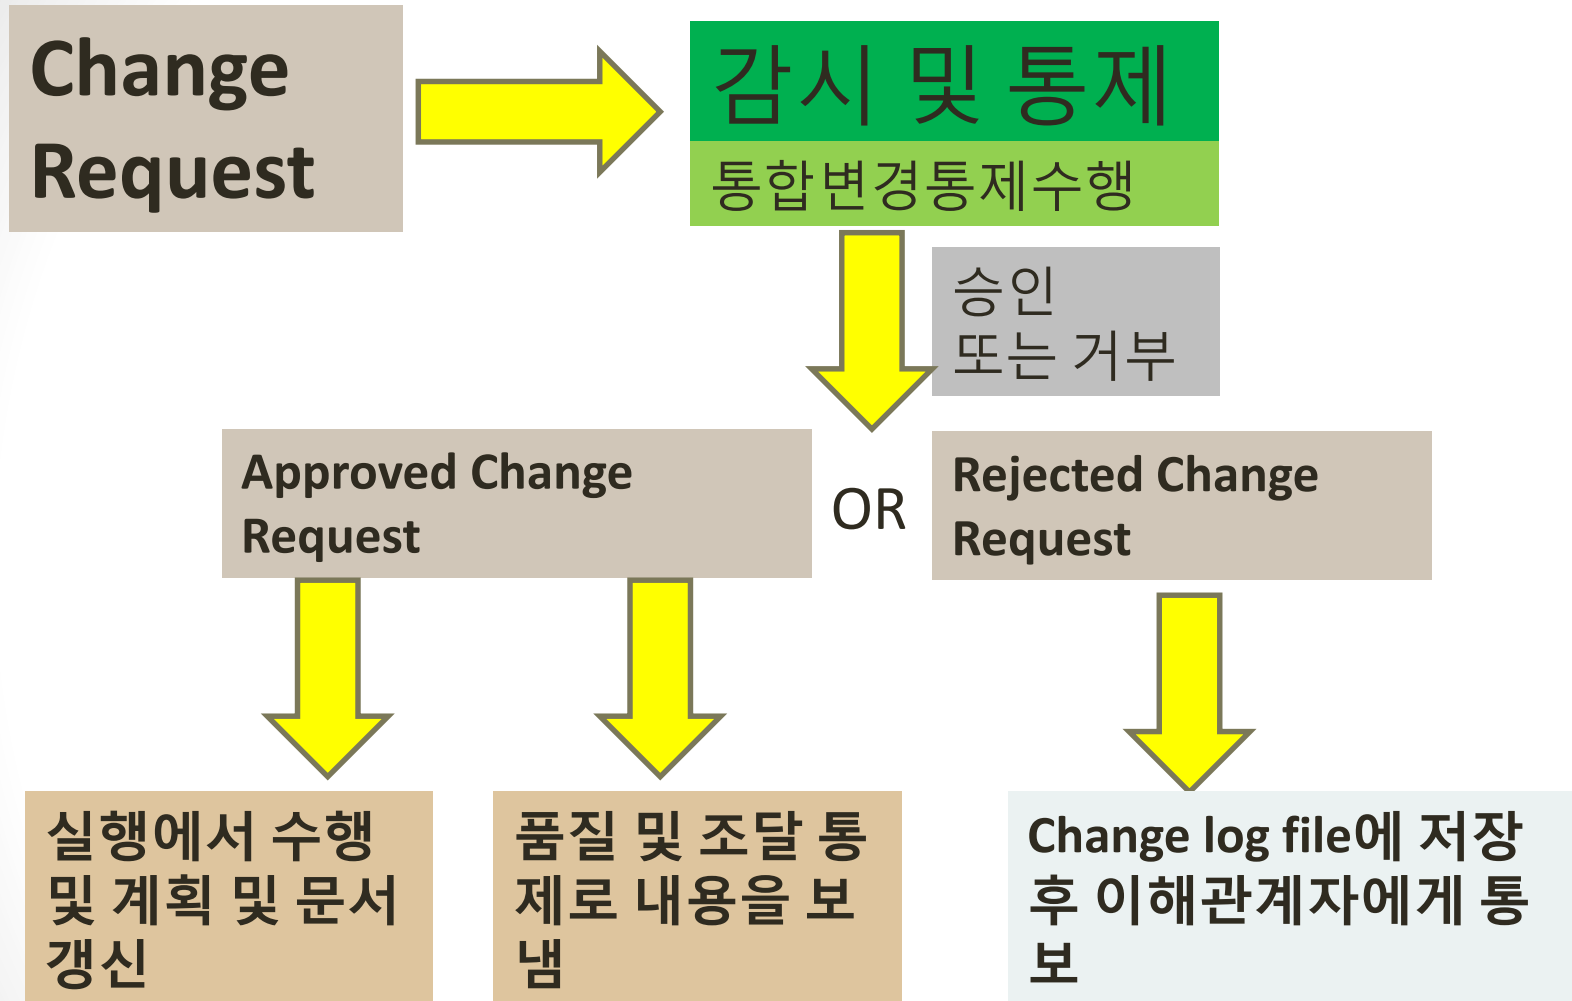 Change
Request
감시 및 통제
통합변경통제수행
승인
또는 거부
Approved Change
Request
OR
Rejected Change
Request
실행에서 수행
및 계획 및 문서
갱신
품질 및 조달 통
제로 내용을 보
냄
Change log file에 저장
후 이해관계자에게 통
보